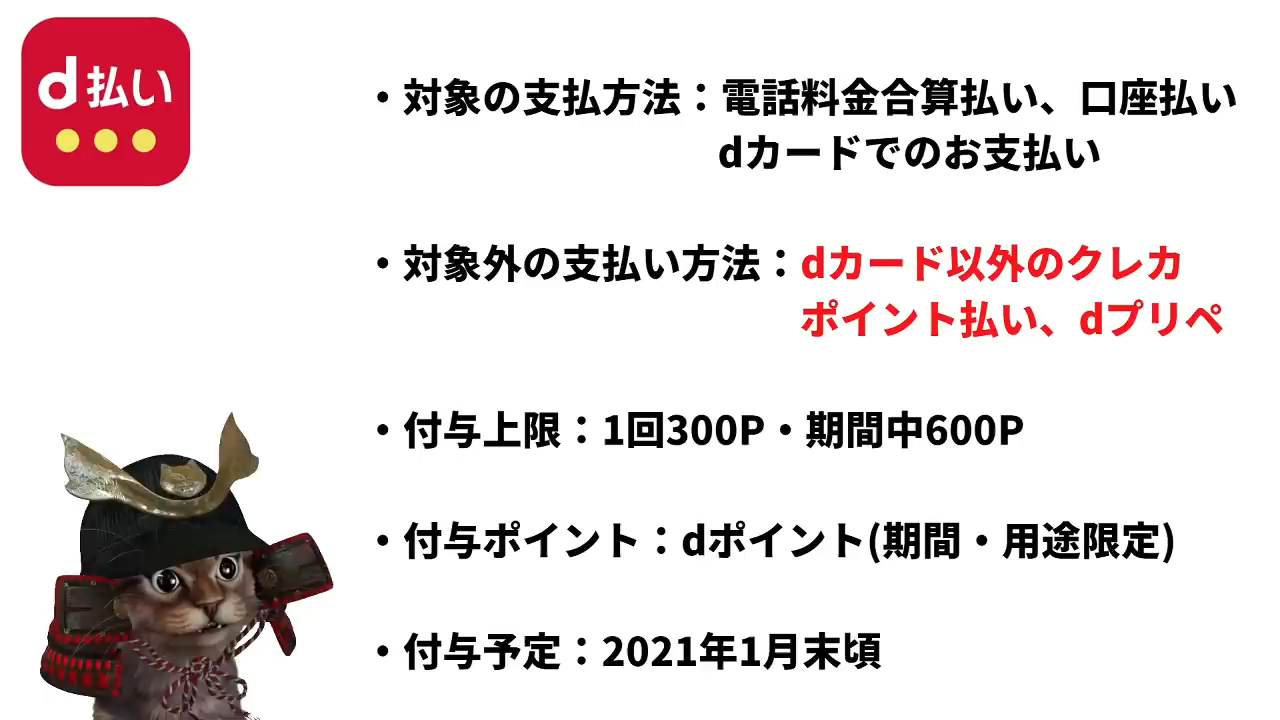 d払い
・対象の支払方法：電話料金合算払い、口座払い
dカードでのお支払い
・対象外の支払い方法：dカード以外のクレカ
ポイント払い、dプリペ
・付与上限：1回300P・期間中600P
・付与ポイント：dポイント(期間・用途限定)
・付与予定：2021年1月末頃